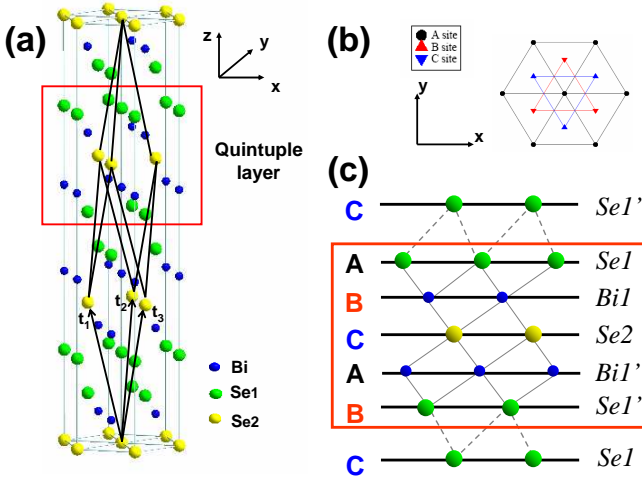 (a)
z
y
x
Quintuple
layer
t1
t2
t3
Bi
Se1
Se2
(b)
A site
B site
C site
y
x
(c)
C Se1'
A Se1
B Bi1
C Se2
A Bi1'
B Se1'
C Se1